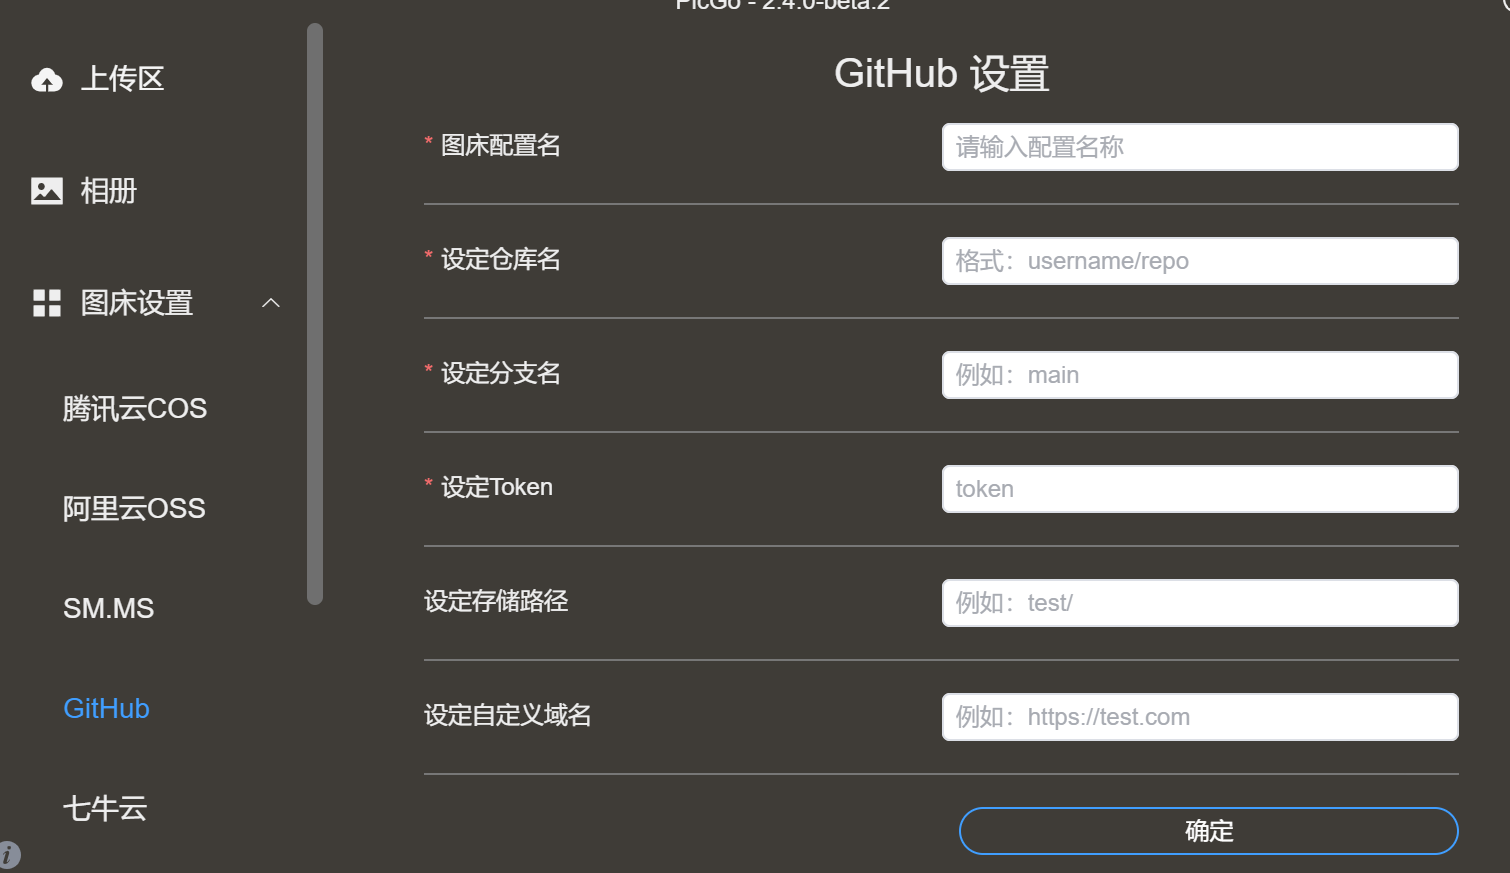 PicGo - 2.4.0-beta.2
上传区
相册
图床设置
腾讯云COS
阿里云OSS
SM.MS
GitHub
七牛云
GitHub 设置
* 图床配置名
请输入配置名称
* 设定仓库名
格式：username/repo
* 设定分支名
例如：main
* 设定Token
token
设定存储路径
例如：test/
设定自定义域名
例如：https://test.com
确定